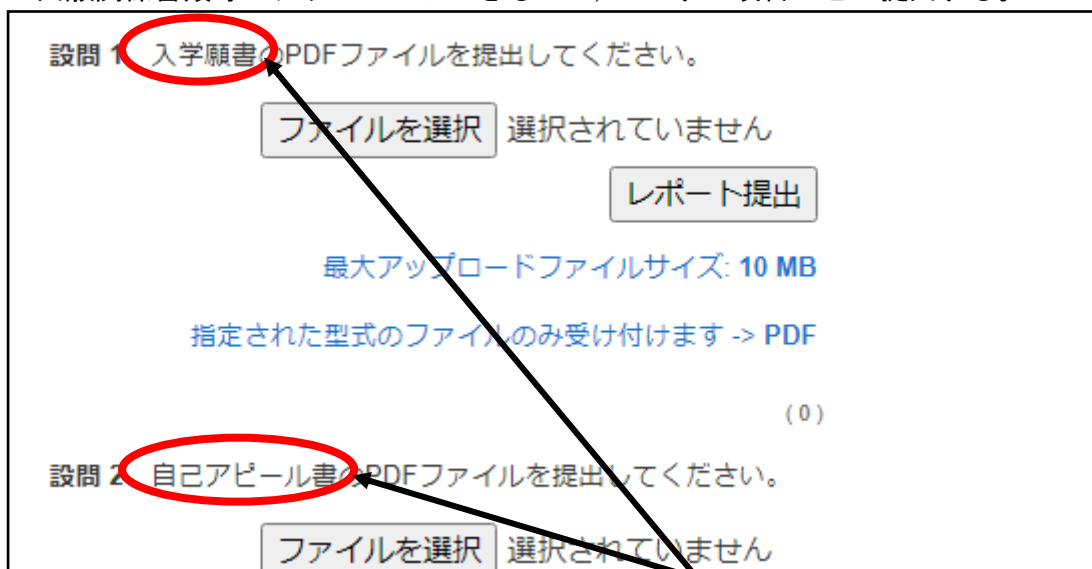 設問 1 入学願書のPDFファイルを提出してください。
ファイルを選択 選択されていません
レポート提出
最大アップロードファイルサイズ: 10 MB
指定された型式のファイルのみ受け付けます -> PDF
(0)
設問 2 自己アピール書のPDFファイルを提出してください。
ファイルを選択 選択されていません